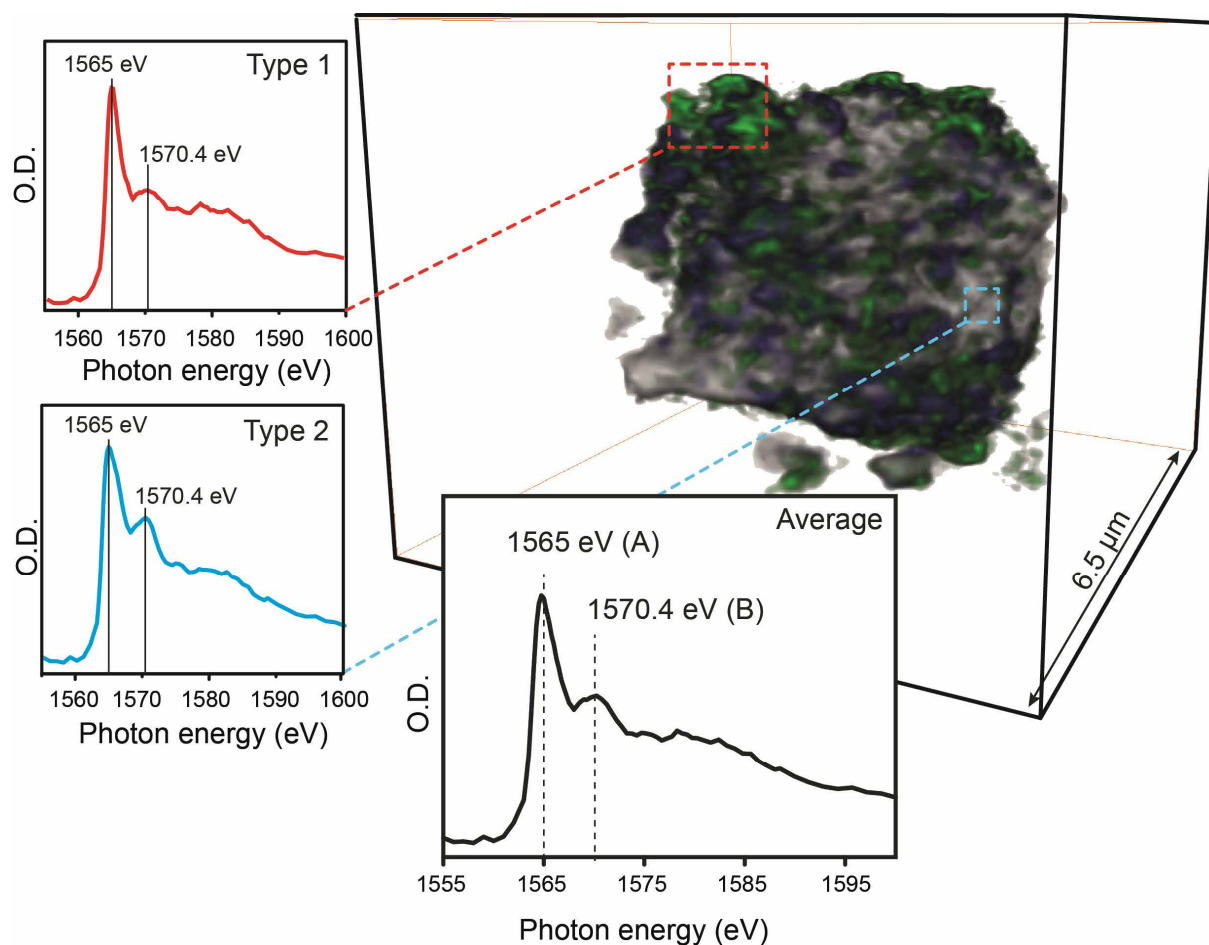 Type 1
1565 eV
1570.4 eV
O.D.
1560 1570 1580 1590 1600
Photon energy (eV)
Type 2
1565 eV
1570.4 eV
O.D.
1560 1570 1580 1590 1600
Photon energy (eV)
Average
1565 eV (A)
1570.4 eV (B)
O.D.
1555 1565 1575 1585 1595
Photon energy (eV)
6.5 µm